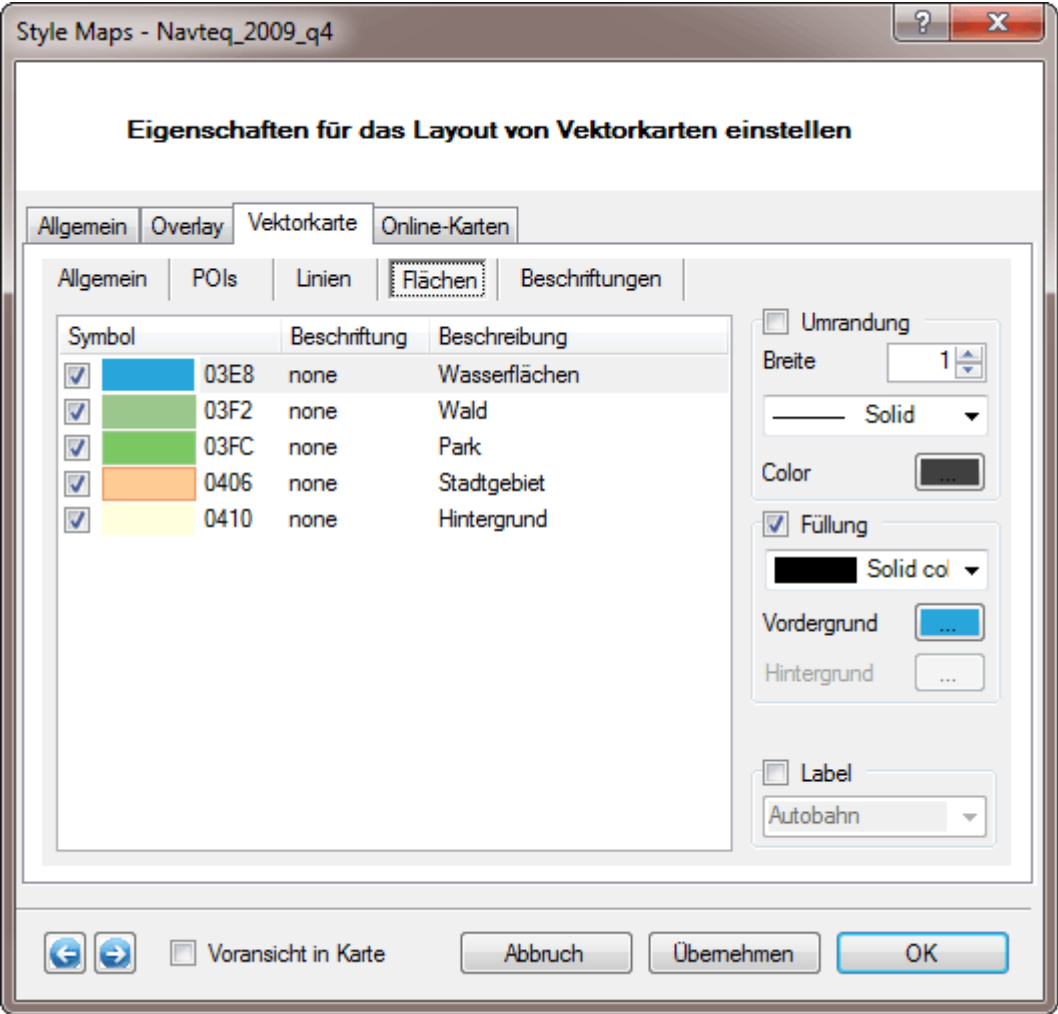 Style Maps - Navteq_2009_q4
Eigenschaften für das Layout von Vektorkarten einstellen
Allgemein Overlay Vektorkarte Online-Karten
Allgemein POIs Linien Flächen Beschriftungen
Symbol Beschriftung Beschreibung
03E8 none Wasserflächen
03F2 none Wald
03FC none Park
0406 none Stadtgebiet
0410 none Hintergrund
Umrandung
Breite 1
Solid
Color ...
Füllung
Solid col
Vordergrund ...
Hintergrund ...
Label
Autobahn
Voransicht in Karte Abbruch Übernehmen OK